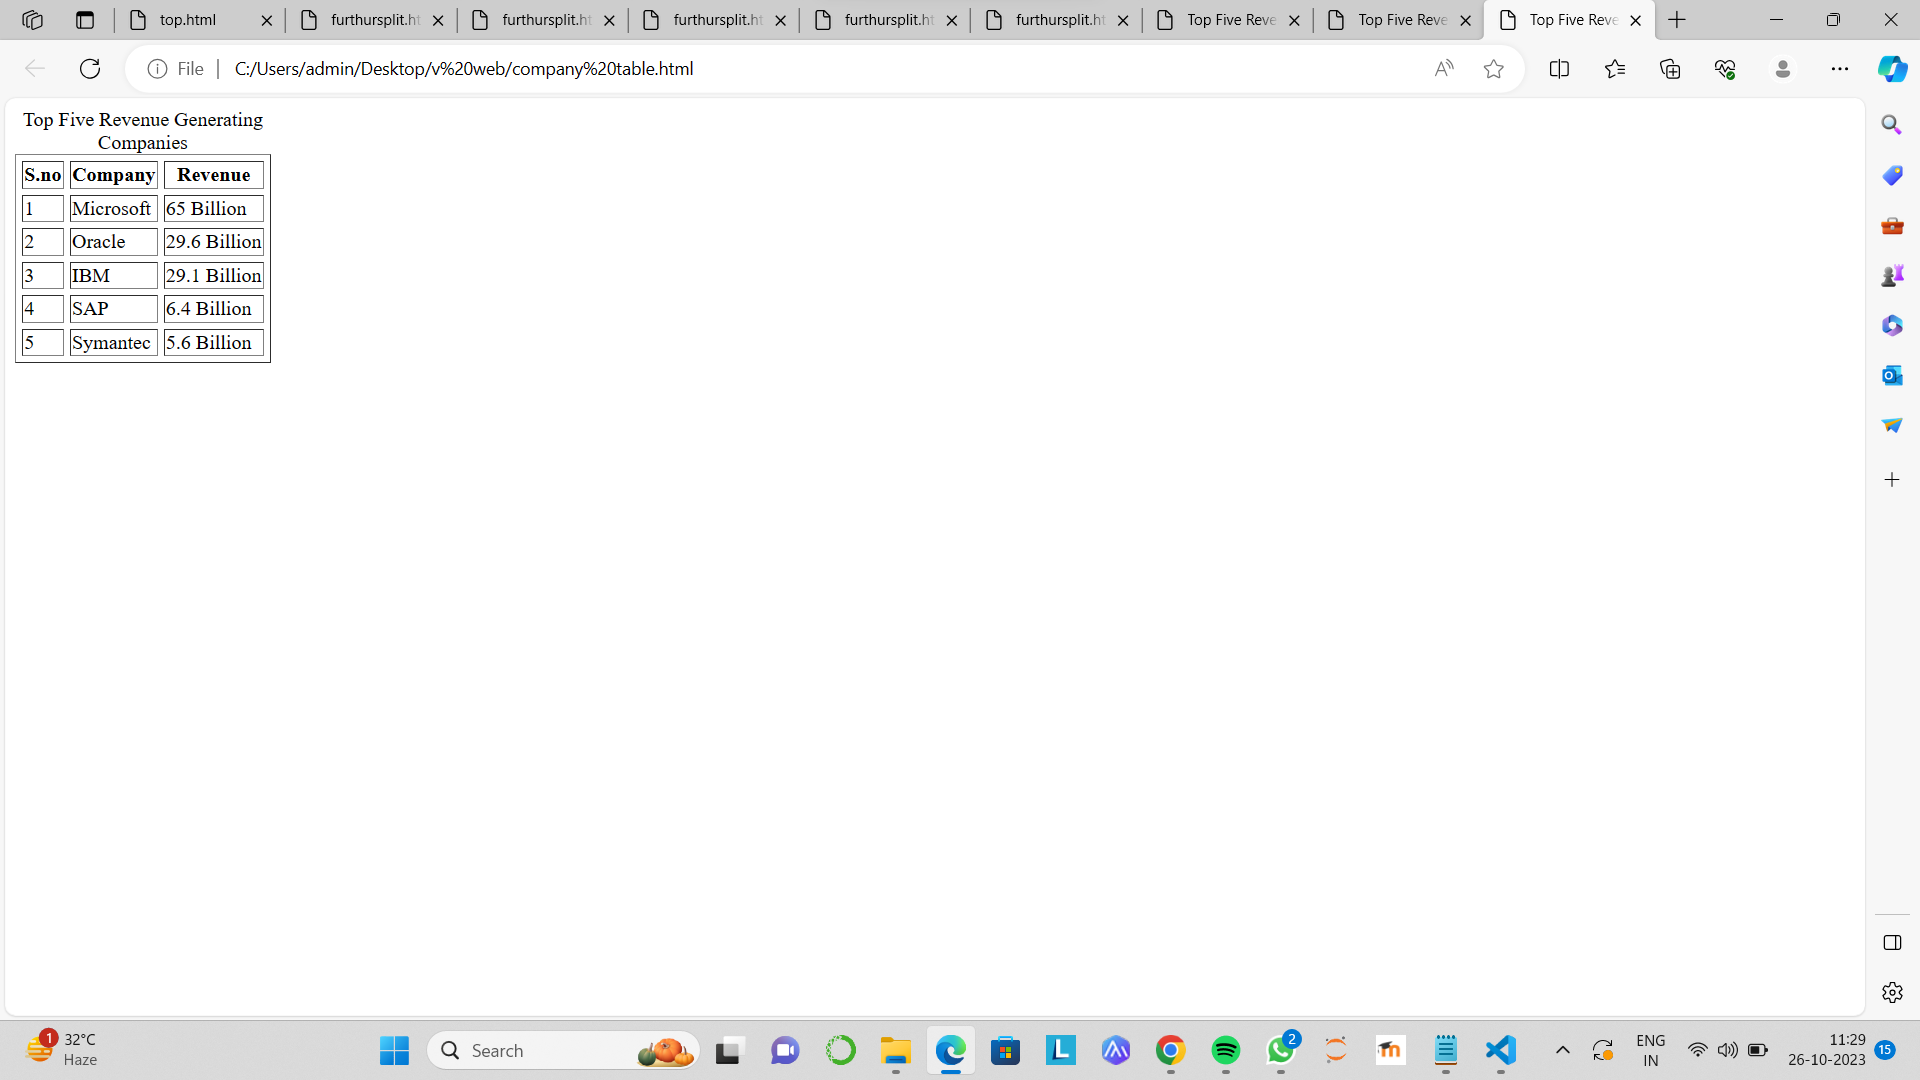 top.html
furthursplit.ht
furthursplit.ht
furthursplit.ht
furthursplit.ht
furthursplit.ht
Top Five Reve
Top Five Reve
Top Five Reve
File
C:/Users/admin/Desktop/v%20web/company%20table.html
Top Five Revenue Generating
Companies
S.no Company Revenue
1 Microsoft 65 Billion
2 Oracle 29.6 Billion
3 IBM 29.1 Billion
4 SAP 6.4 Billion
5 Symantec 5.6 Billion
1
32°C
Haze
Search
2
ENG
IN
11:29
26-10-2023
15